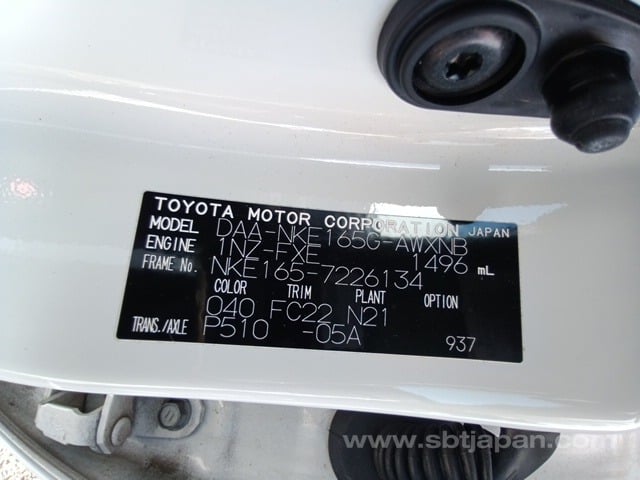 TOYOTA MOTOR CORPORATION JAPAN
MODEL DAA-NKE165G-AWXNB
ENGINE 1NZ-FXE 1496 mL
FRAME No. NKE165-7226134
COLOR TRIM PLANT OPTION
040 FC22 N21
TRANS./AXLE P510 -05A
937
www.sbtjapan.com